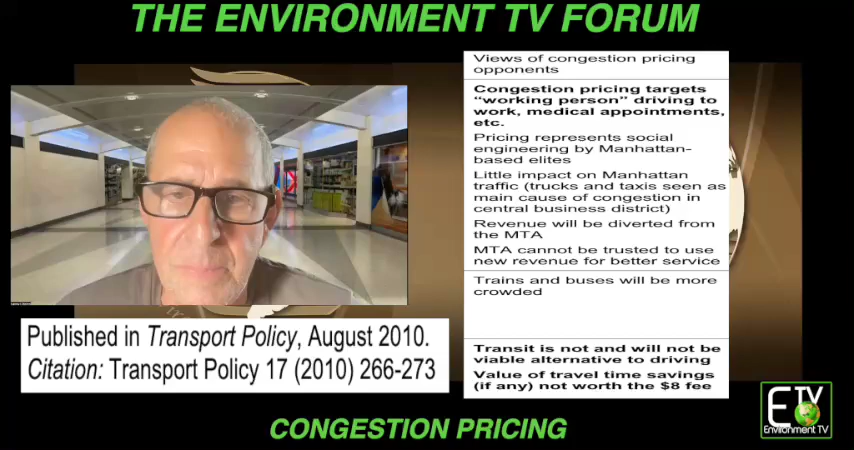 THE ENVIRONMENT TV FORUM
Views of congestion pricing
opponents
Congestion pricing targets
"working person" driving to
work, medical appointments,
etc.
Pricing represents social
engineering by Manhattan-
based elites
Little impact on Manhattan
traffic (trucks and taxis seen as
main cause of congestion in
central business district)
Revenue will be diverted from
the MTA
MTA cannot be trusted to use
new revenue for better service
Trains and buses will be more
crowded
Transit is not and will not be
viable alternative to driving
Value of travel time savings
(if any) not worth the $8 fee
Published in Transport Policy, August 2010.
Citation: Transport Policy 17 (2010) 266-273
CONGESTION PRICING
ETV
Environment TV